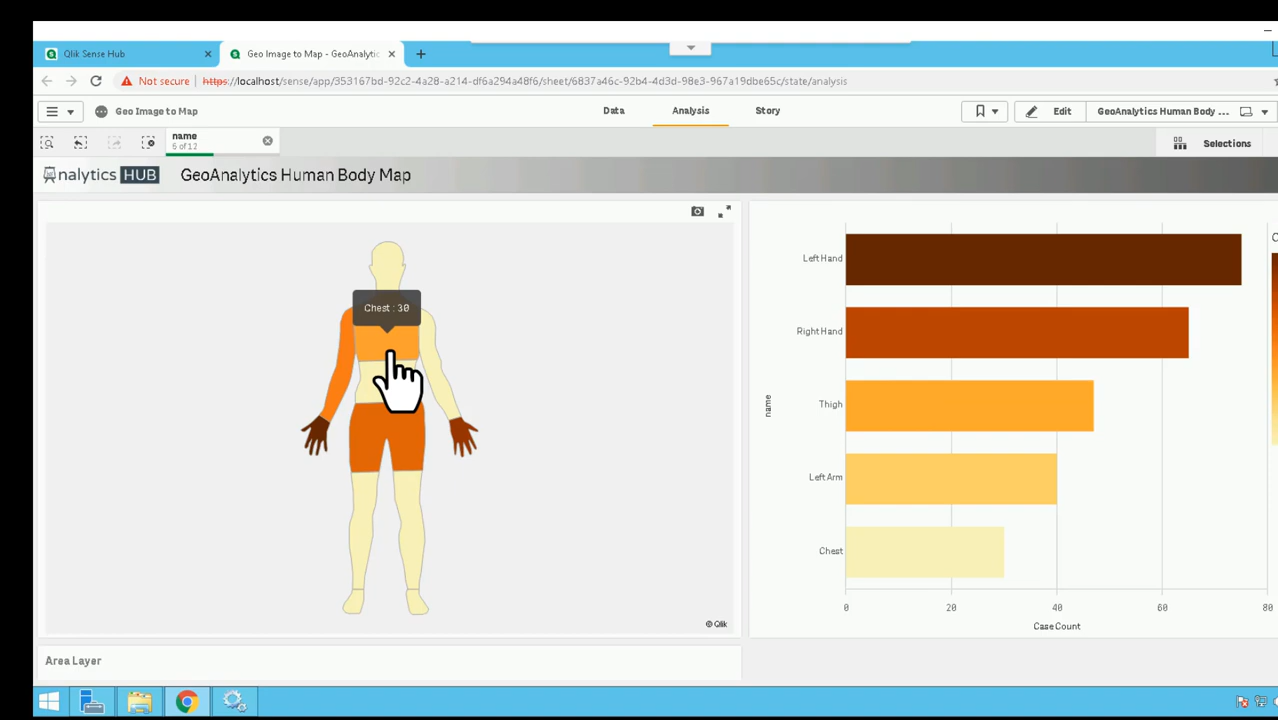 Qlik Sense Hub
Geo Image to Map - GeoAnalytic
Not secure | https://localhost/sense/app/353167bd-92c2-4a28-a214-df6a294a48f6/sheet/6837a46c-92b4-4d3d-98e3-967a19dbe65c/state/analysis
Geo Image to Map
Data
Analysis
Story
Edit
GeoAnalytics Human Body ...
name
5 of 12
Selections
nalytics HUB
GeoAnalytics Human Body Map
Chest : 30
© Qlik
Area Layer
Left Hand
Right Hand
Thigh
Left Arm
Chest
name
0 20 40 60 80
Case Count